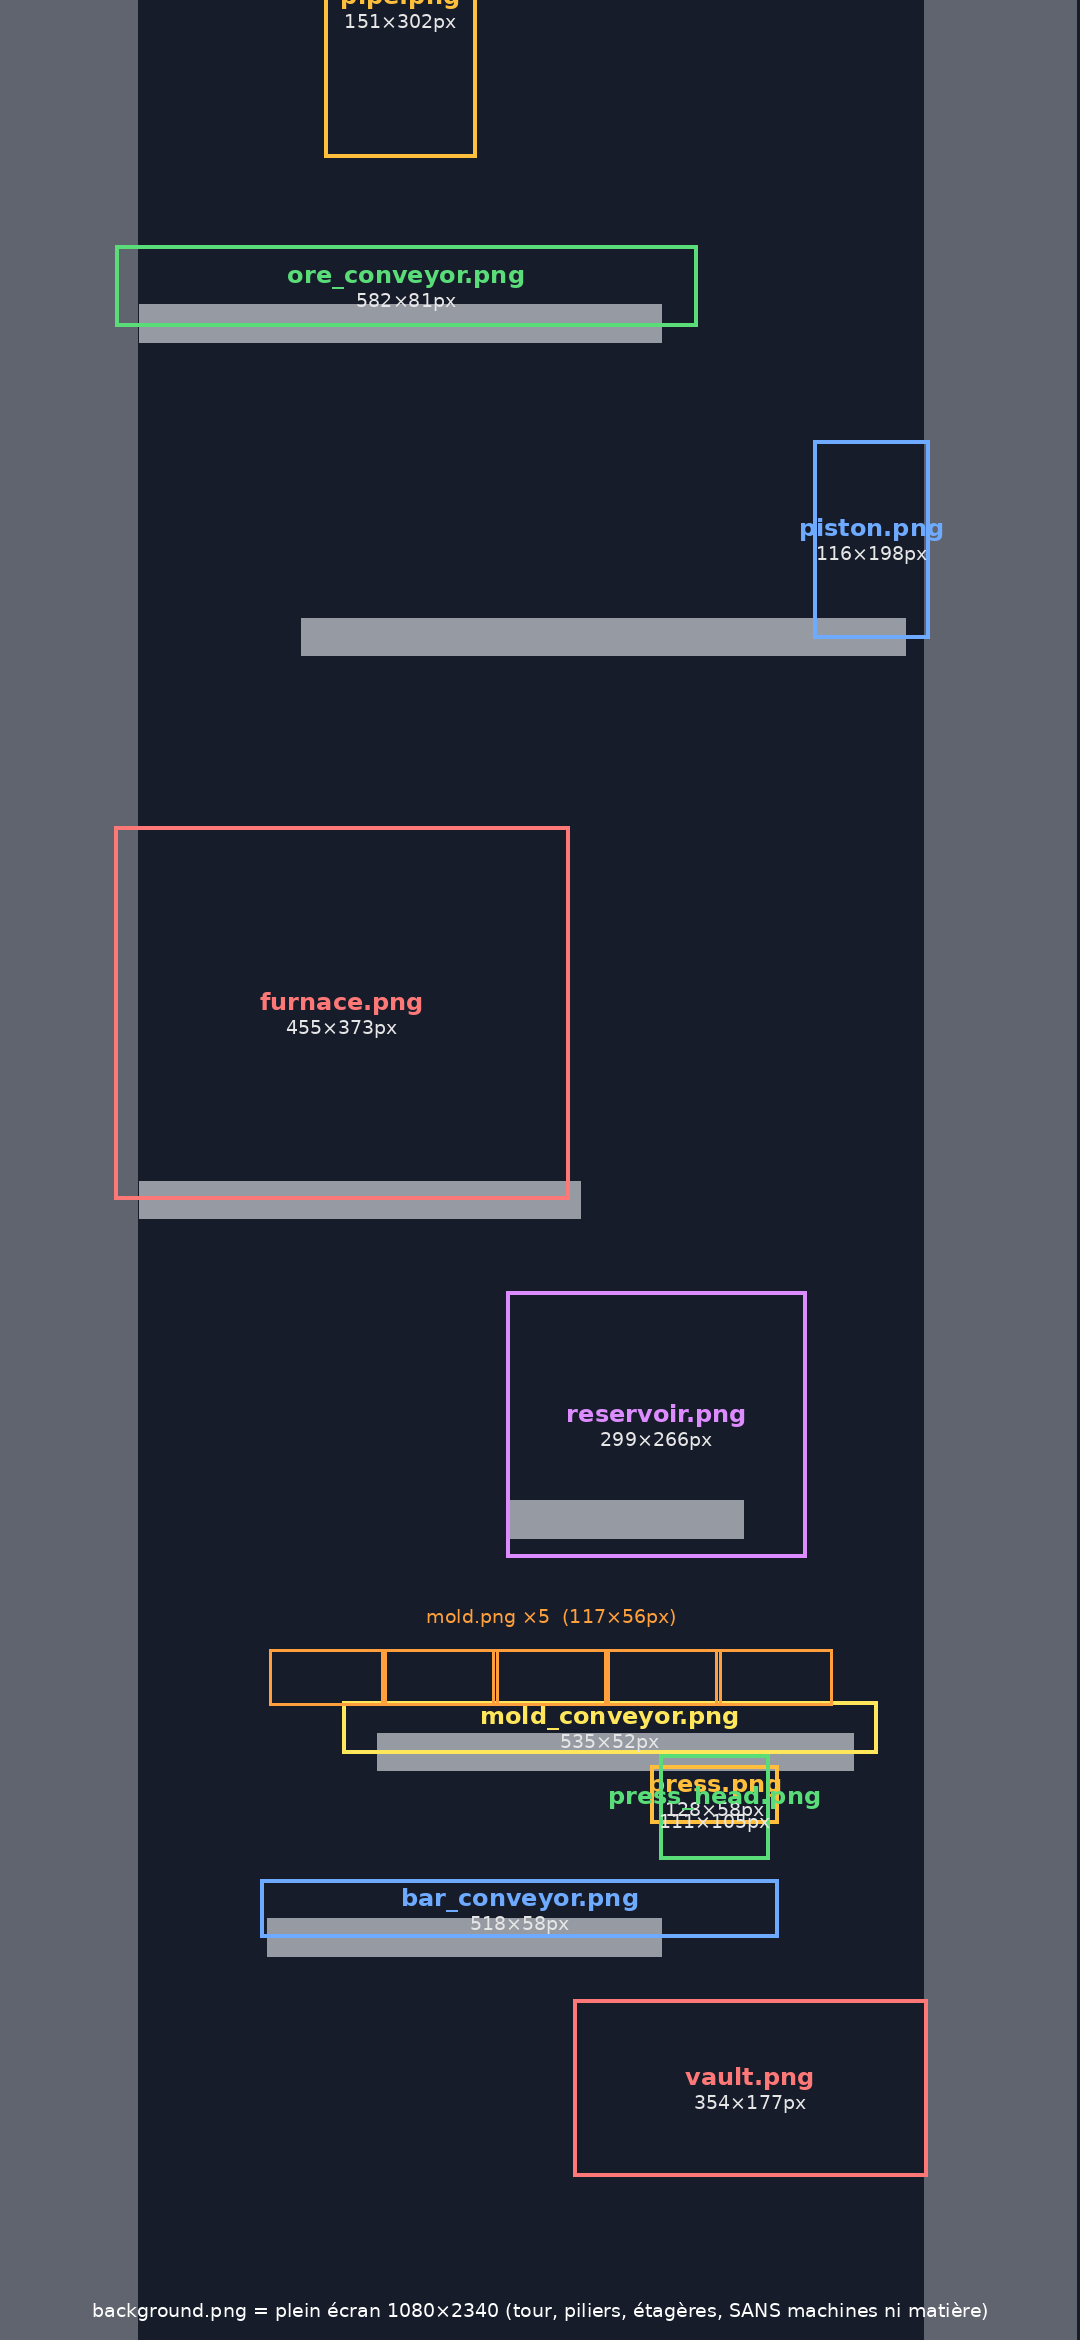 pipe.png
151×302px
ore_conveyor.png
582×81px
piston.png
116×198px
furnace.png
455×373px
reservoir.png
299×266px
mold.png ×5  (117×56px)
mold_conveyor.png
535×52px
press.png
press_head.png
128×58px
111×105px
bar_conveyor.png
518×58px
vault.png
354×177px
background.png = plein écran 1080×2340 (tour, piliers, étagères, SANS machines ni matière)